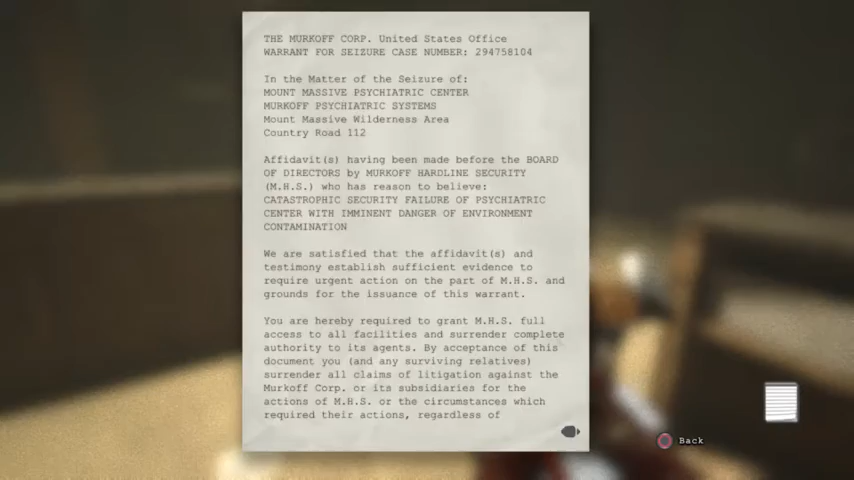 THE MURKOFF CORP. United States Office
WARRANT FOR SEIZURE CASE NUMBER: 294758104
In the Matter of the Seizure of:
MOUNT MASSIVE PSYCHIATRIC CENTER
MURKOFF PSYCHIATRIC SYSTEMS
Mount Massive Wilderness Area
Country Road 112
Affidavit(s) having been made before the BOARD
OF DIRECTORS by MURKOFF HARDLINE SECURITY
(M.H.S.) who has reason to believe:
CATASTROPHIC SECURITY FAILURE OF PSYCHIATRIC
CENTER WITH IMMINENT DANGER OF ENVIRONMENT
CONTAMINATION
We are satisfied that the affidavit(s) and
testimony establish sufficient evidence to
require urgent action on the part of M.H.S. and
grounds for the issuance of this warrant.
You are hereby required to grant M.H.S. full
access to all facilities and surrender complete
authority to its agents. By acceptance of this
document you (and any surviving relatives)
surrender all claims of litigation against the
Murkoff Corp. or its subsidiaries for the
actions of M.H.S. or the circumstances which
required their actions, regardless of
Back